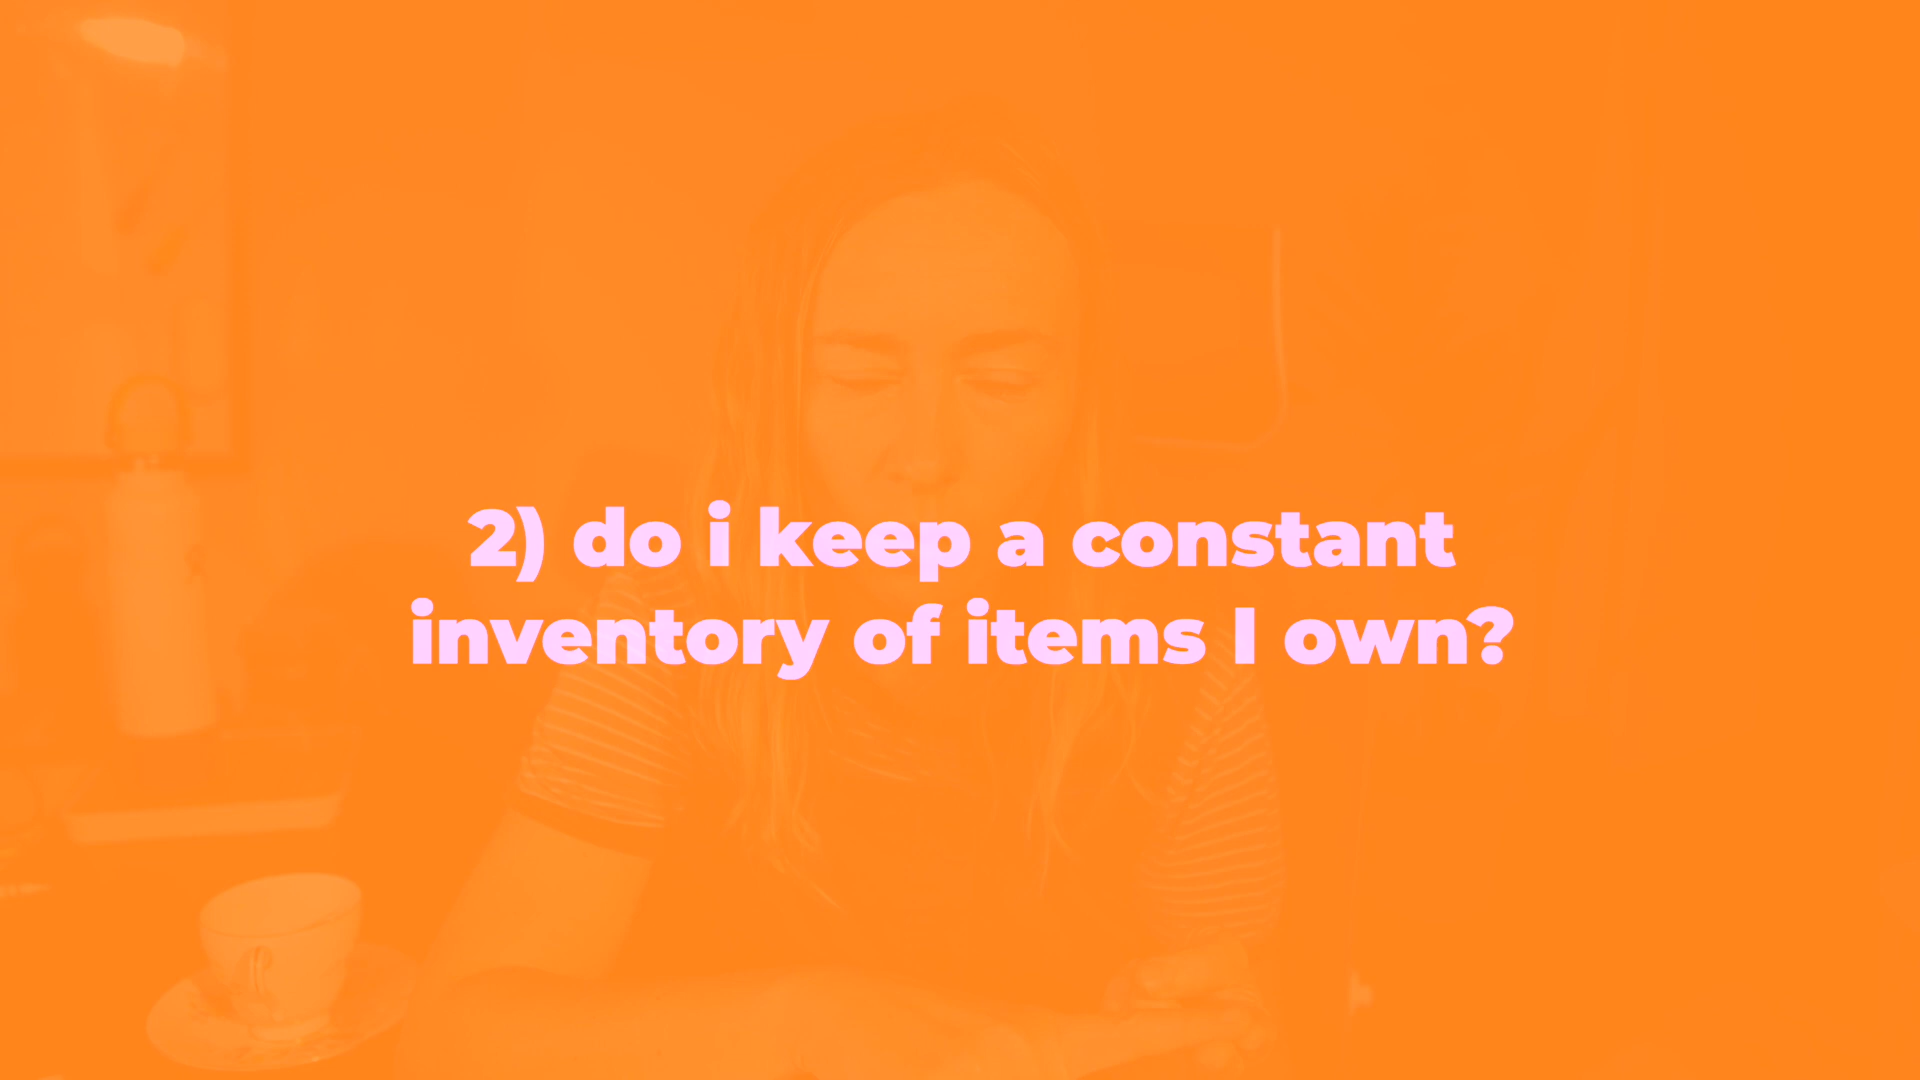 2) do i keep a constant
inventory of items I own?